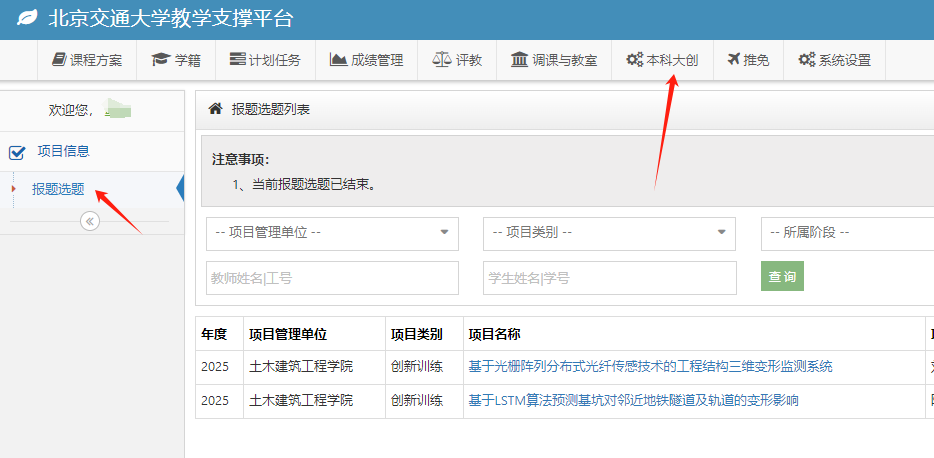 北京交通大学教学支撑平台
课程方案 学籍 计划任务 成绩管理 评教 调课与教室 本科大创 推免 系统设置
欢迎您，
项目信息
报题选题
报题选题列表
注意事项：
1、当前报题选题已结束。
-- 项目管理单位 -- -- 项目类别 -- -- 所属阶段 --
教师姓名|工号 学生姓名|学号 查 询
年度 项目管理单位 项目类别 项目名称
2025 土木建筑工程学院 创新训练 基于光栅阵列分布式光纤传感技术的工程结构三维变形监测系统
2025 土木建筑工程学院 创新训练 基于LSTM算法预测基坑对邻近地铁隧道及轨道的变形影响